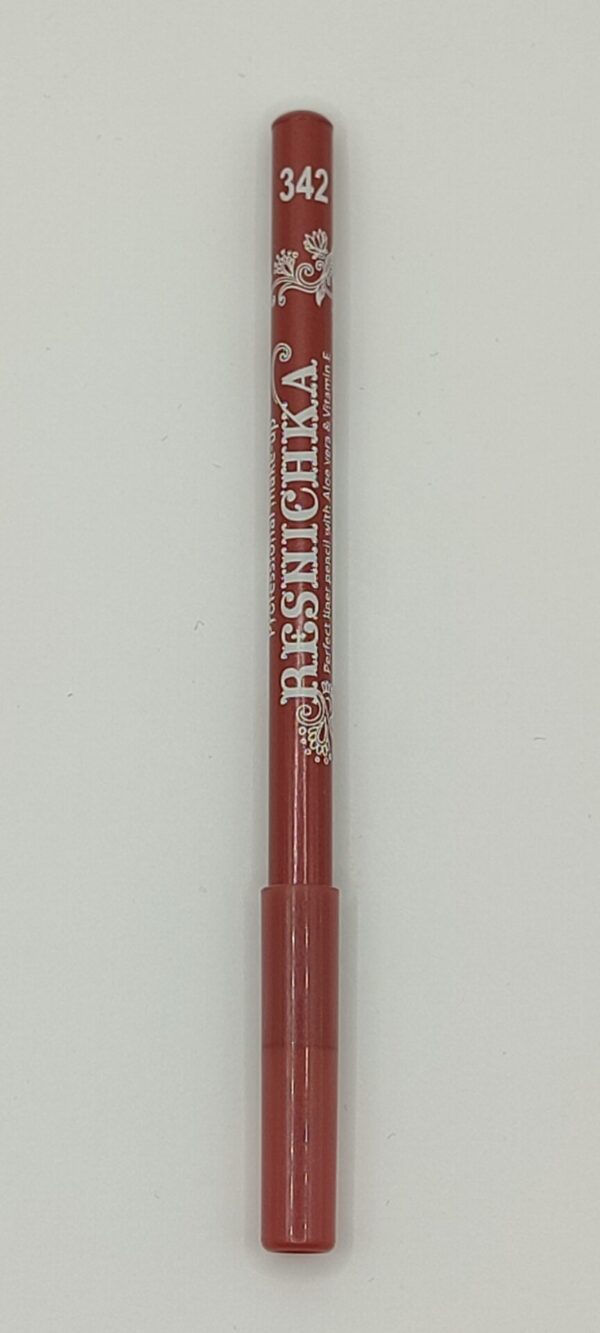 342
Professional make-up
RESNICHKA
Perfect liner pencil with Aloe vera & Vitamin E